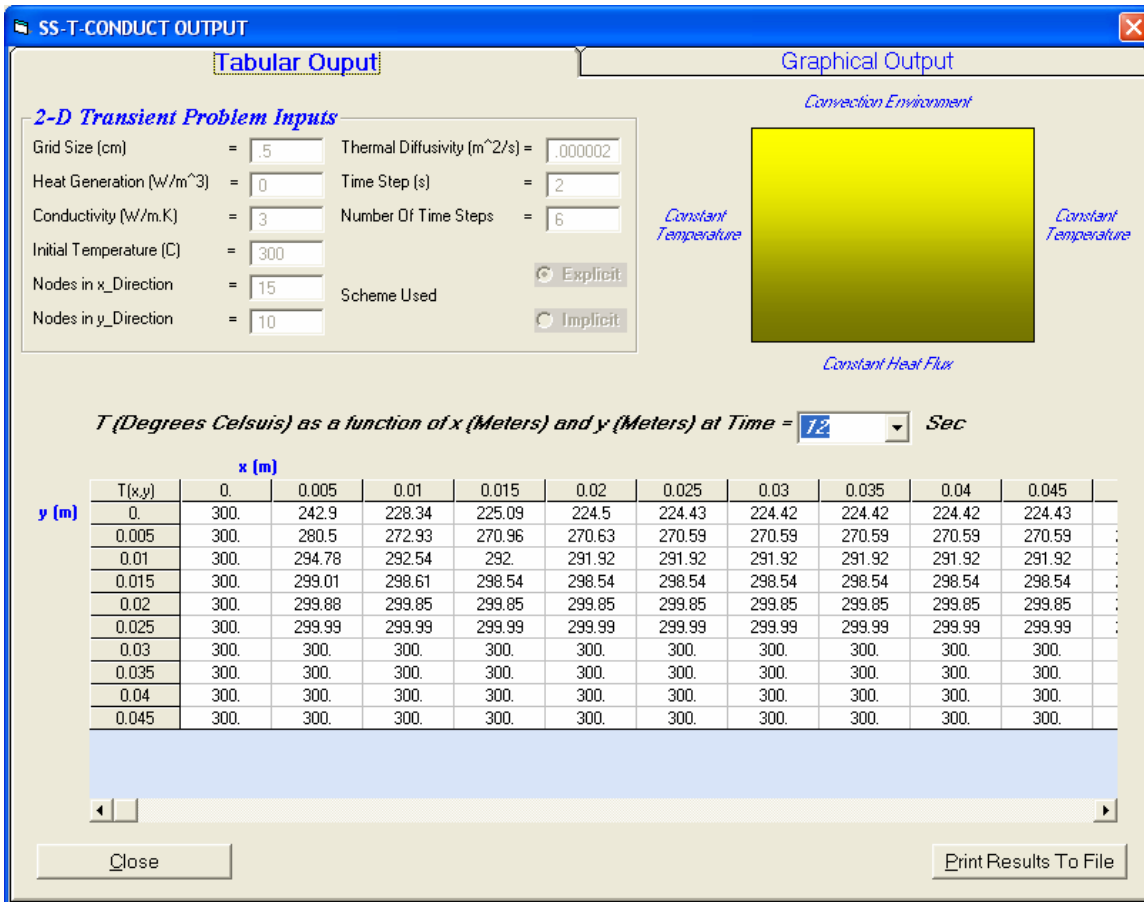 SS-T-CONDUCT OUTPUT
Tabular Ouput
Graphical Output
2-D Transient Problem Inputs
Grid Size (cm) = .5
Thermal Diffusivity (m^2/s) = .000002
Heat Generation (W/m^3) = 0
Time Step (s) = 2
Conductivity (W/m.K) = 3
Number Of Time Steps = 6
Initial Temperature (C) = 300
Nodes in x_Direction = 15
Scheme Used
Explicit
Nodes in y_Direction = 10
Implicit
Convection Environment
Constant
Temperature
Constant
Temperature
Constant Heat Flux
T (Degrees Celsuis) as a function of x (Meters) and y (Meters) at Time = 12 Sec
x (m)
T(x,y) 0. 0.005 0.01 0.015 0.02 0.025 0.03 0.035 0.04 0.045
y (m) 0. 300. 242.9 228.34 225.09 224.5 224.43 224.42 224.42 224.42 224.43
0.005 300. 280.5 272.93 270.96 270.63 270.59 270.59 270.59 270.59 270.59
0.01 300. 294.78 292.54 292. 291.92 291.92 291.92 291.92 291.92 291.92
0.015 300. 299.01 298.61 298.54 298.54 298.54 298.54 298.54 298.54 298.54
0.02 300. 299.88 299.85 299.85 299.85 299.85 299.85 299.85 299.85 299.85
0.025 300. 299.99 299.99 299.99 299.99 299.99 299.99 299.99 299.99 299.99
0.03 300. 300. 300. 300. 300. 300. 300. 300. 300. 300.
0.035 300. 300. 300. 300. 300. 300. 300. 300. 300. 300.
0.04 300. 300. 300. 300. 300. 300. 300. 300. 300. 300.
0.045 300. 300. 300. 300. 300. 300. 300. 300. 300. 300.
Close
Print Results To File